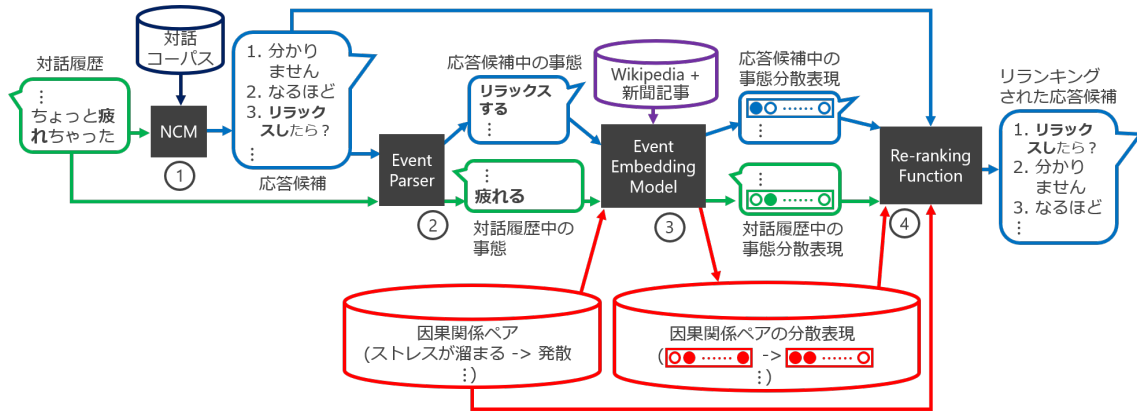 対話履歴
⋮
ちょっと疲
れちゃった
対話
コーパス
NCM
①
1. 分かり
ません
2. なるほど
3. リラック
スしたら？
⋮
応答候補
Event
Parser
②
応答候補中の事態
リラックス
する
⋮
⋮
疲れる
対話履歴中の
事態
Wikipedia +
新聞記事
Event
Embedding
Model
③
応答候補中の
事態分散表現
⋮
⋮
対話履歴中の
事態分散表現
Re-ranking
Function
④
リランキング
された応答候補
1. リラック
スしたら？
2. 分かり
ません
3. なるほど
⋮
因果関係ペア
(ストレスが溜まる -> 発散
⋮)
因果関係ペアの分散表現
( -> 
⋮)